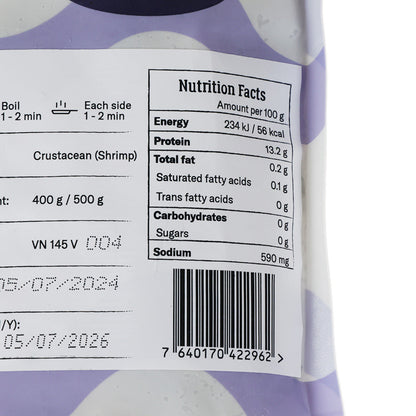 Boil
1 - 2 min
Each side
1 - 2 min
Crustacean (Shrimp)
400 g / 500 g
VN 145 V 004
05/07/2024
/Y):
05/07/2026
Nutrition Facts
Amount per 100 g
Energy 234 kJ / 56 kcal
Protein 13.2 g
Total fat 0.2 g
Saturated fatty acids 0.1 g
Trans fatty acids 0 g
Carbohydrates 0 g
Sugars 0 g
Sodium 590 mg
7 640170 422962 >